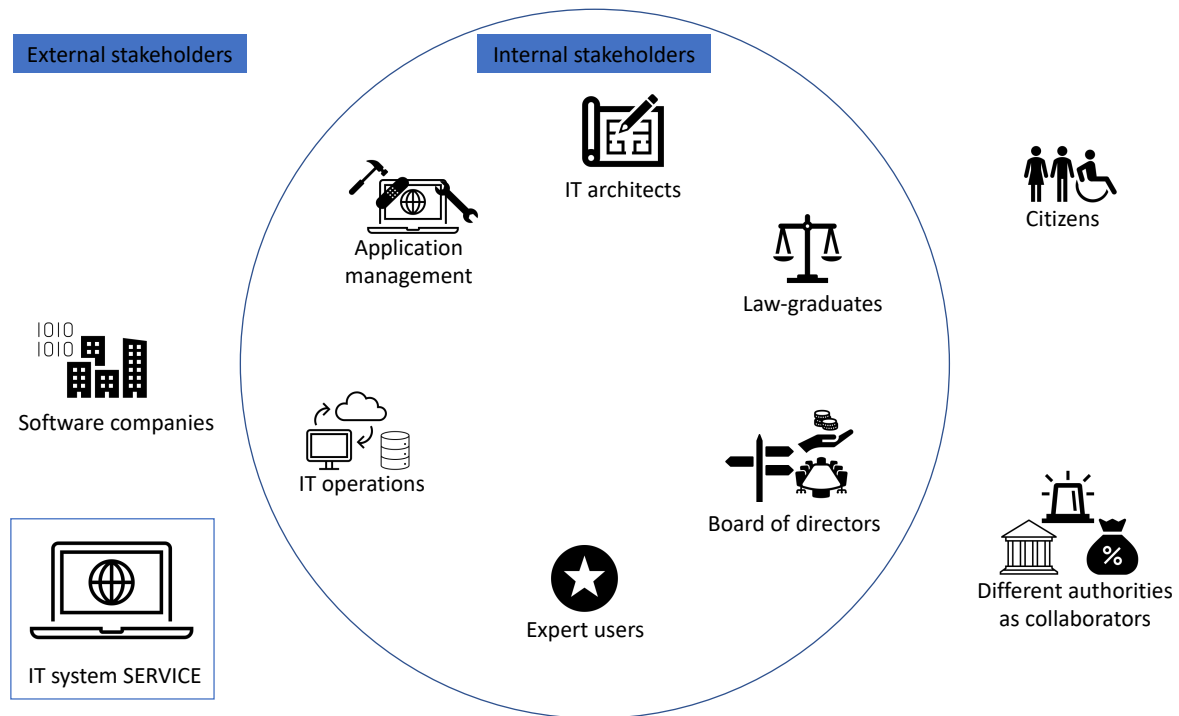 External stakeholders
Internal stakeholders
IT architects
Citizens
Application
management
Law-graduates
1010
1010
Software companies
IT operations
Board of directors
Different authorities
as collaborators
%
Expert users
IT system SERVICE